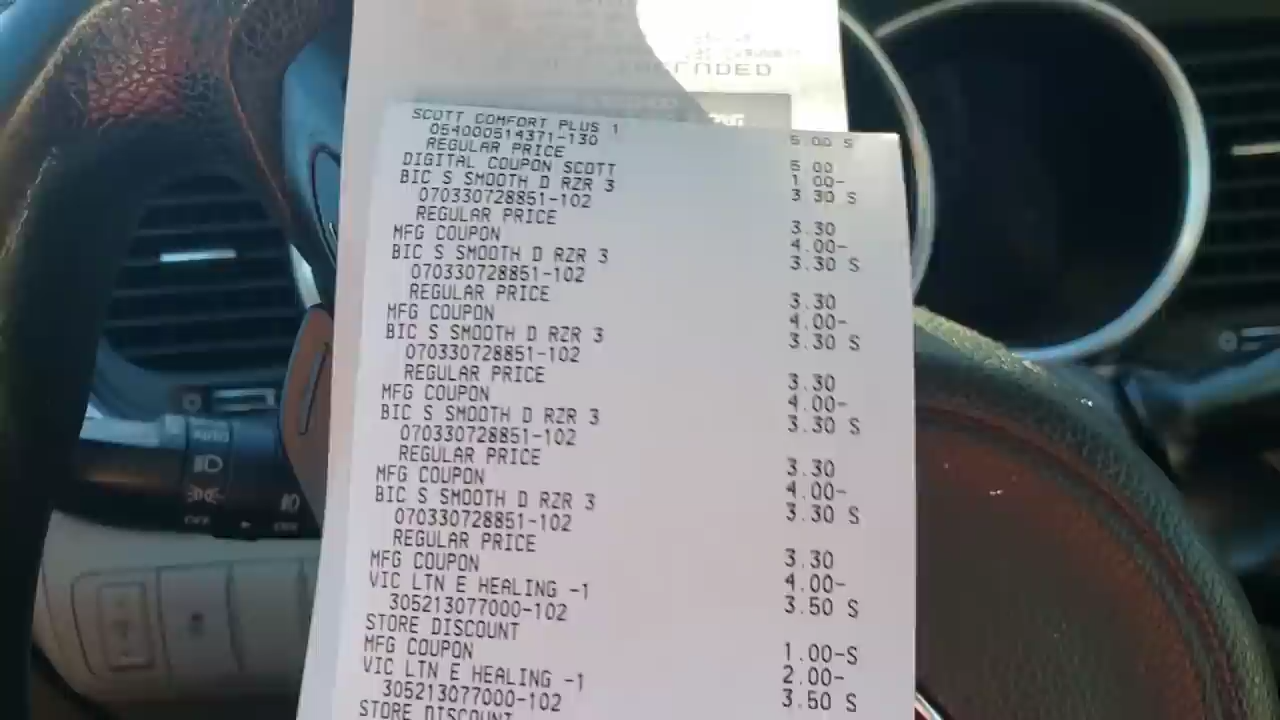 SCOTT COMFORT PLUS 1 5.00 S
054000514371-130
REGULAR PRICE 6 00
DIGITAL COUPON SCOTT 1 00-
BIC S SMOOTH D RZR 3 3 30 S
070330728851-102
REGULAR PRICE 3.30
MFG COUPON 4.00-
BIC S SMOOTH D RZR 3 3.30 S
070330728851-102
REGULAR PRICE 3.30
MFG COUPON 4.00-
BIC S SMOOTH D RZR 3 3.30 S
070330728851-102
REGULAR PRICE 3.30
MFG COUPON 4.00-
BIC S SMOOTH D RZR 3 3.30 S
070330728851-102
REGULAR PRICE 3.30
MFG COUPON 4.00-
BIC S SMOOTH D RZR 3 3.30 S
070330728851-102
REGULAR PRICE 3.30
MFG COUPON 4.00-
VIC LTN E HEALING -1 3.50 S
305213077000-102
STORE DISCOUNT 1.00-S
MFG COUPON 2.00-
VIC LTN E HEALING -1 3.50 S
305213077000-102
STORE DISCOUNT
AUTO
OFF